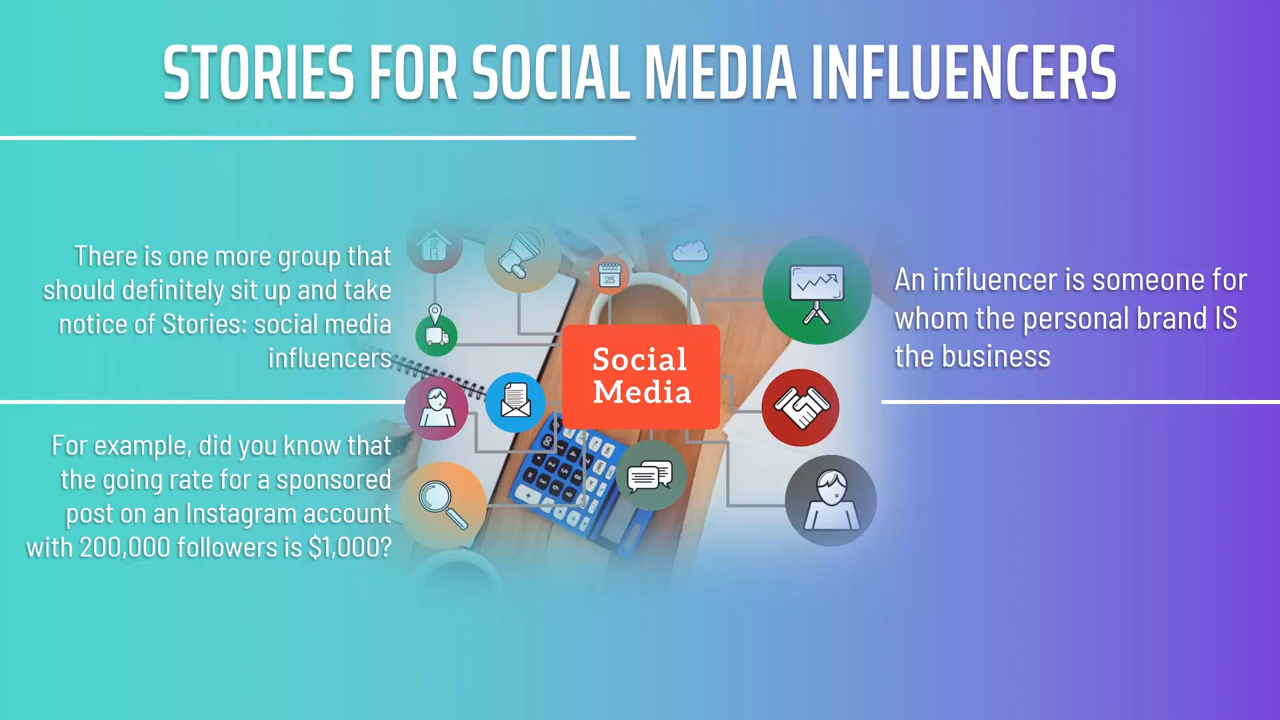 STORIES FOR SOCIAL MEDIA INFLUENCERS
There is one more group that
should definitely sit up and take
notice of Stories: social media
influencers
For example, did you know that
the going rate for a sponsored
post on an Instagram account
with 200,000 followers is $1,000?
Social
Media
25
An influencer is someone for
whom the personal brand IS
the business